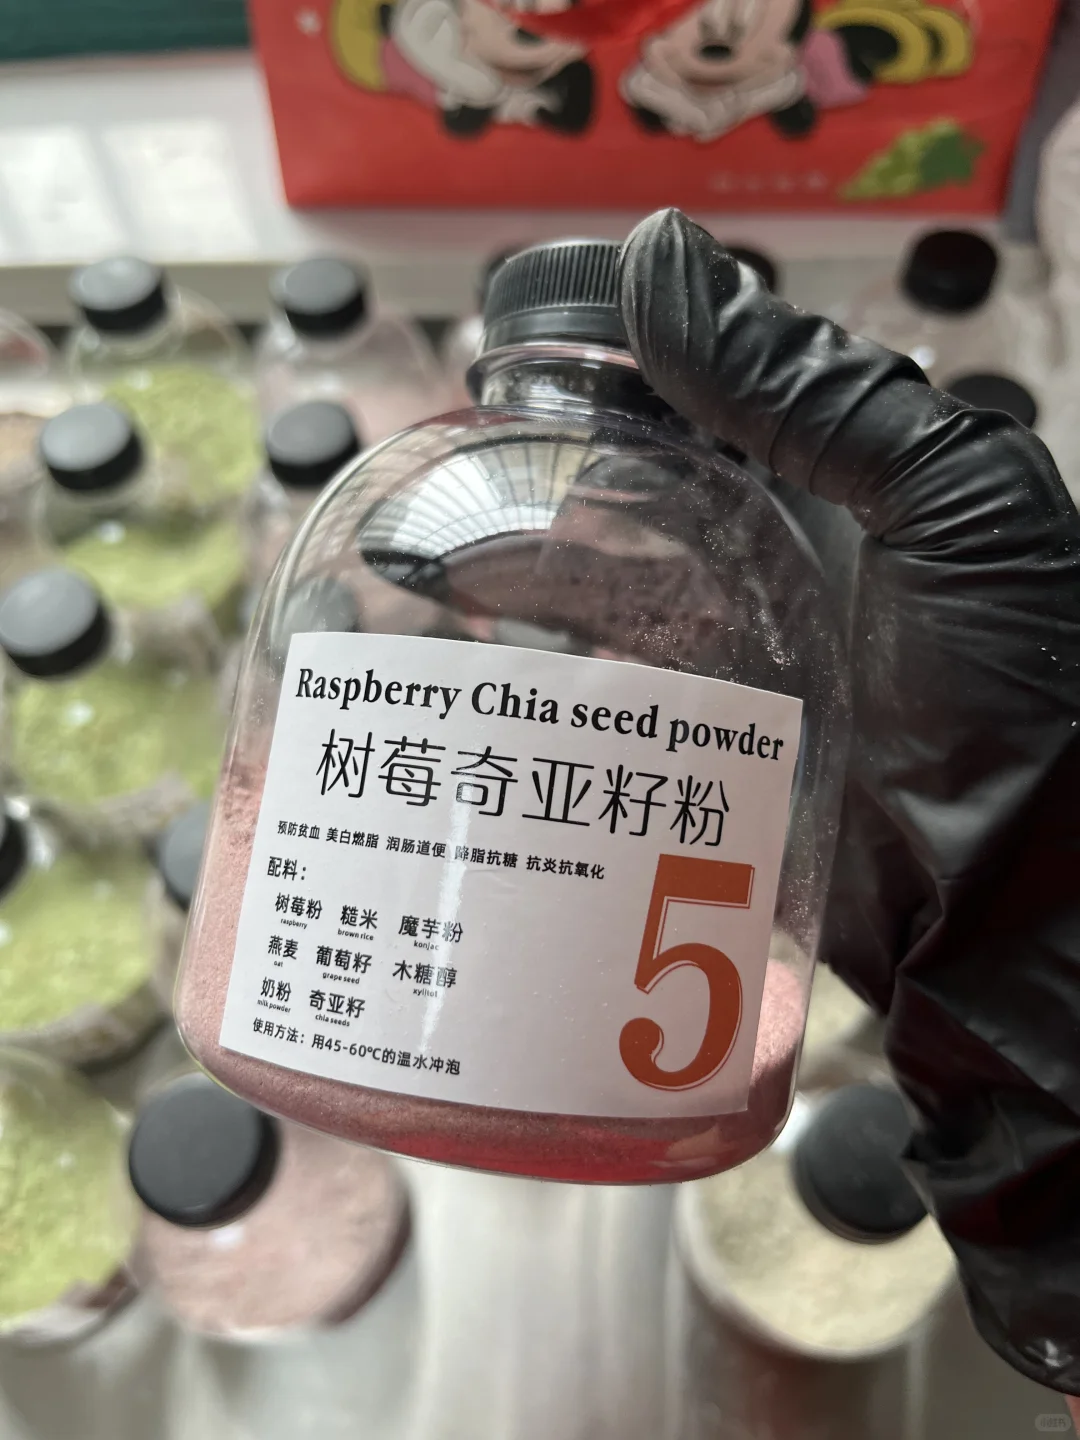 Raspberry Chia seed powder
树莓奇亚籽粉
预防贫血 美白燃脂 润肠道便 降脂抗糖 抗炎抗氧化
配料：
树莓粉 糙米 魔芋粉
raspberry brown rice konjac
燕麦 葡萄籽 木糖醇
oat grape seed xylitol
奶粉 奇亚籽
milk powder chia seeds
使用方法：用45-60℃的温水冲泡
5
小红书